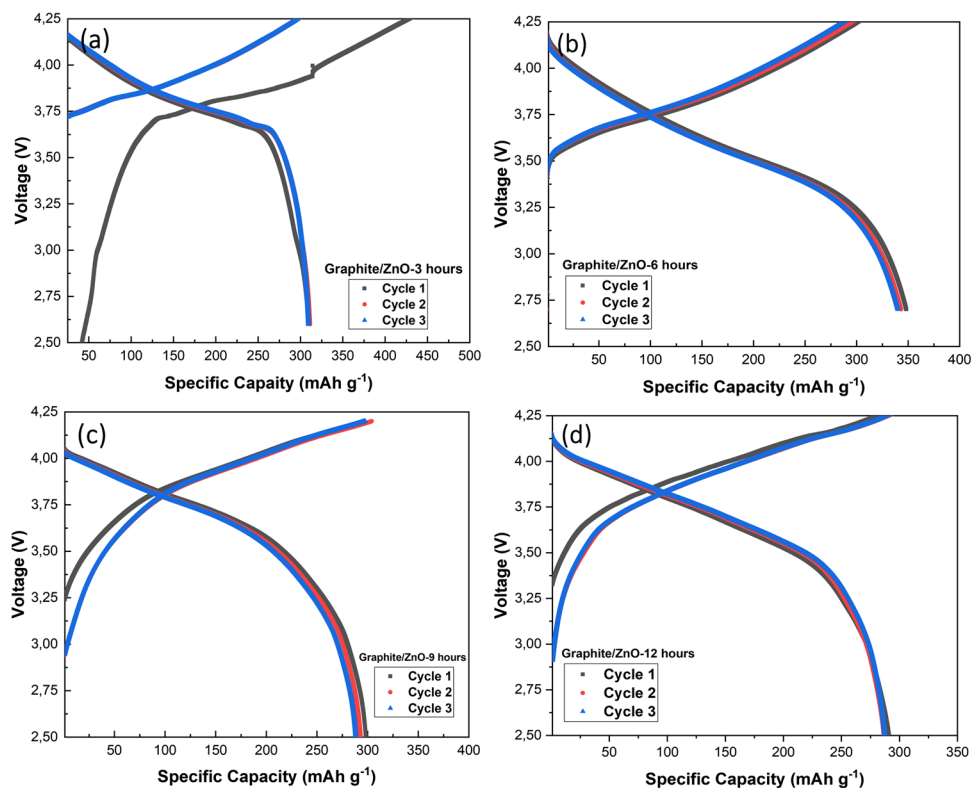 (a)
4,25
4,00
3,75
3,50
3,00
2,75
2,50
Voltage (V)
Graphite/ZnO-3 hours
Cycle 1
Cycle 2
Cycle 3
50 100 150 200 250 300 350 400 450 500
Specific Capaity (mAh g⁻¹)
(b)
4,25
4,00
3,75
3,50
3,25
3,00
2,75
2,50
Voltage (V)
Graphite/ZnO-6 hours
Cycle 1
Cycle 2
Cycle 3
50 100 150 200 250 300 350 400
Specific Capacity (mAh g⁻¹)
(c)
4,25
4,00
3,75
3,50
3,25
3,00
2,75
2,50
Voltage (V)
Graphite/ZnO-9 hours
Cycle 1
Cycle 2
Cycle 3
50 100 150 200 250 300 350 400
Specific Capacity (mAh g⁻¹)
(d)
4,25
4,00
3,75
3,50
3,25
3,00
2,75
2,50
Voltage (V)
Graphite/ZnO-12 hours
Cycle 1
Cycle 2
Cycle 3
50 100 150 200 250 300 350
Specific Capacity (mAh g⁻¹)